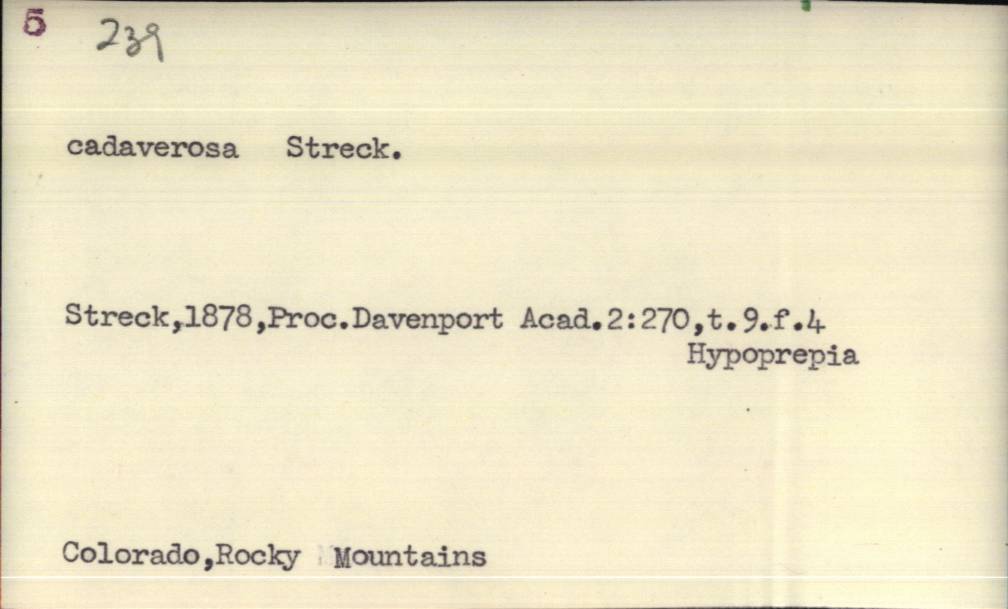 5
239
cadaverosa Streck.
Streck,1878,Proc.Davenport Acad.2:270,t.9.f.4
Hypoprepia
Colorado,Rocky Mountains